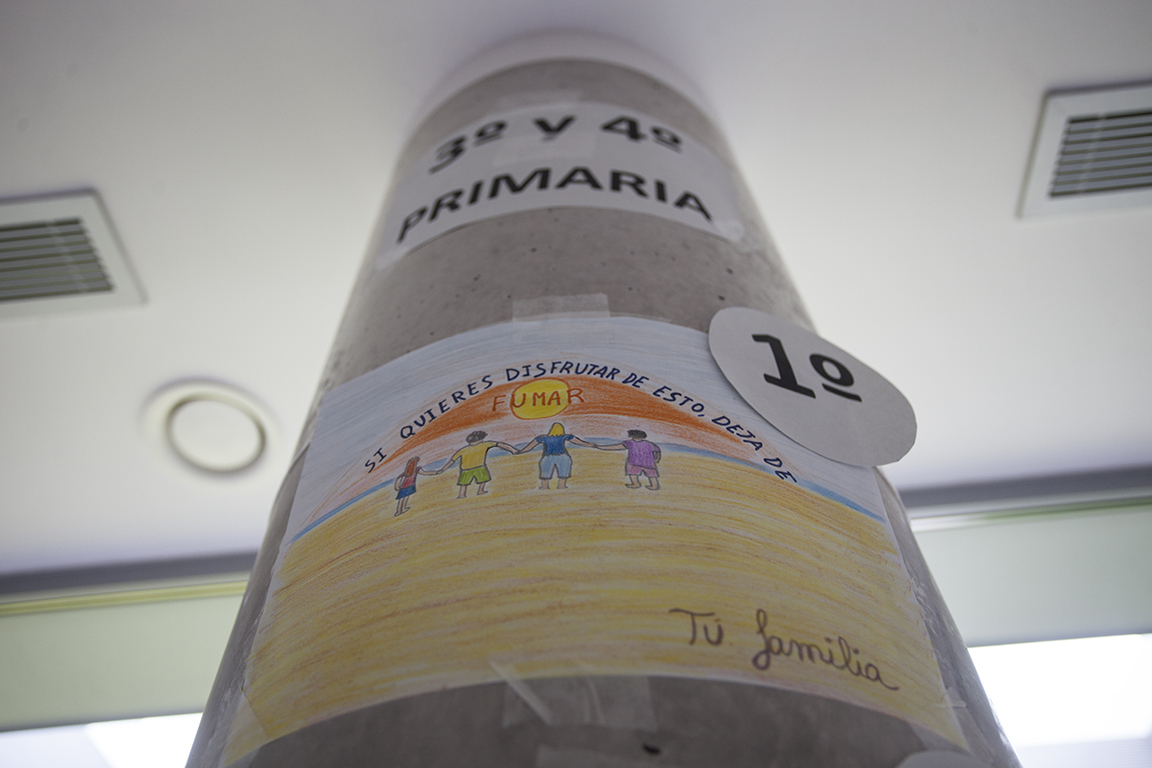 3º Y 4º
PRIMARIA
1º
SI QUIERES DISFRUTAR DE ESTO, DEJA DE
FUMAR
TÚ familia